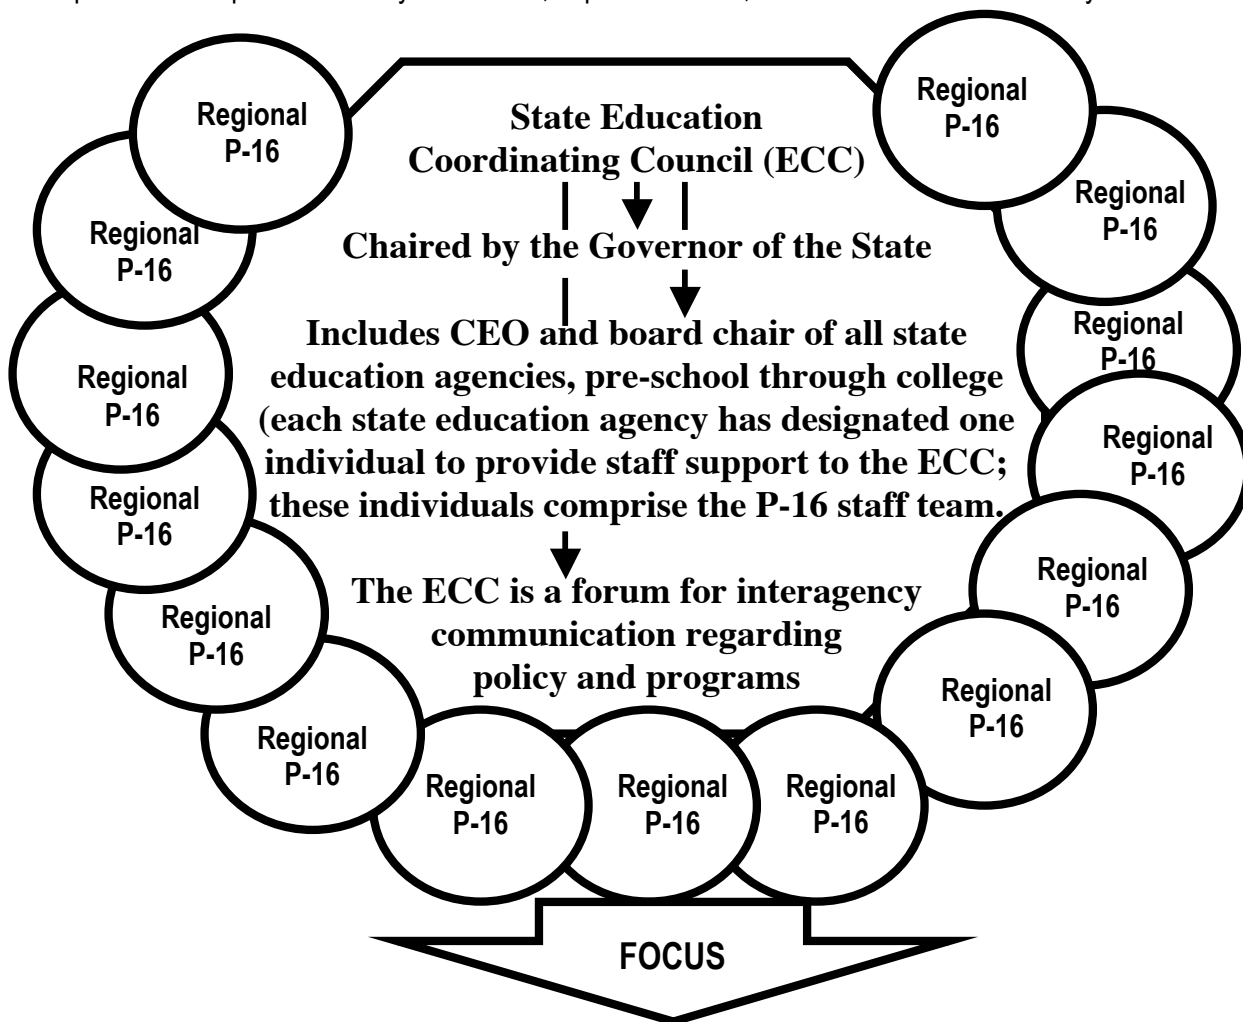 Regional
P-16
Regional
P-16
Regional
P-16
Regional
P-16
Regional
P-16
Regional
P-16
Regional
P-16
Regional
P-16
Regional
P-16
Regional
P-16
Regional
P-16
Regional
P-16
Regional
P-16
Regional
P-16
Regional
P-16
State Education
Coordinating Council (ECC)
Chaired by the Governor of the State
Includes CEO and board chair of all state
education agencies, pre-school through college
(each state education agency has designated one
individual to provide staff support to the ECC;
these individuals comprise the P-16 staff team.
The ECC is a forum for interagency
communication regarding
policy and programs
FOCUS